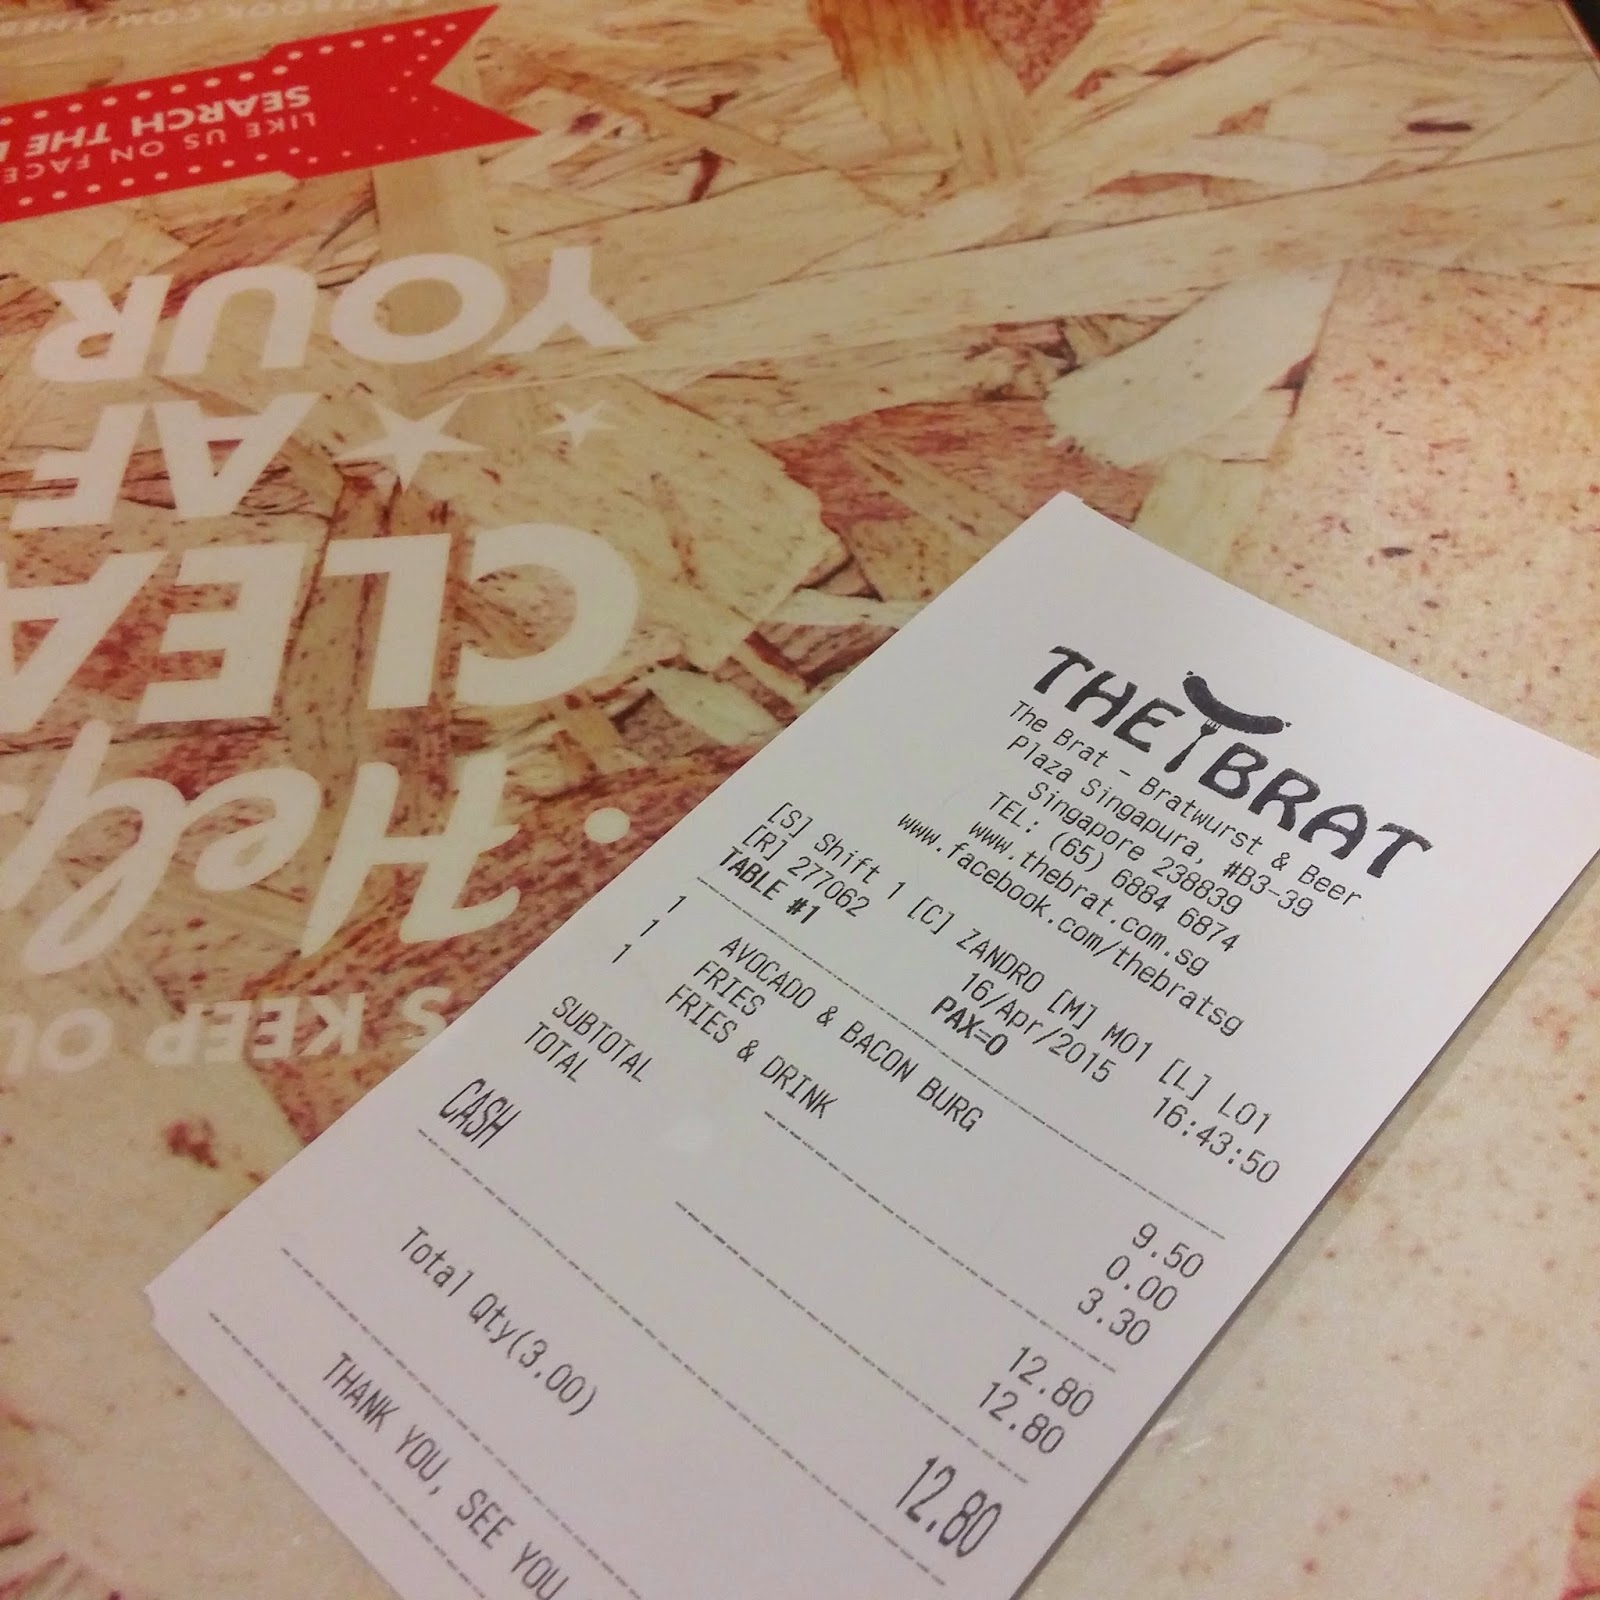 THE BRAT
The Brat - Bratwurst & Beer
Plaza Singapura, #B3-39
Singapore 238839
TEL: (65) 6884 6874
www.thebrat.com.sg
www.facebook.com/thebratsg
[S] Shift 1 [C] ZANDRO [M] M01 [L] L01
[R] 277062 16/Apr/2015 16:43:50
TABLE #1 PAX=0
1 AVOCADO & BACON BURG 9.50
1 FRIES 0.00
1 FRIES & DRINK 3.30
SUBTOTAL 12.80
TOTAL 12.80
CASH 12.80
Total Qty(3.00)
THANK YOU, SEE YOU
KEEP
CLEA
AF
YOUR
LIKE US ON FACE
SEARCH THE